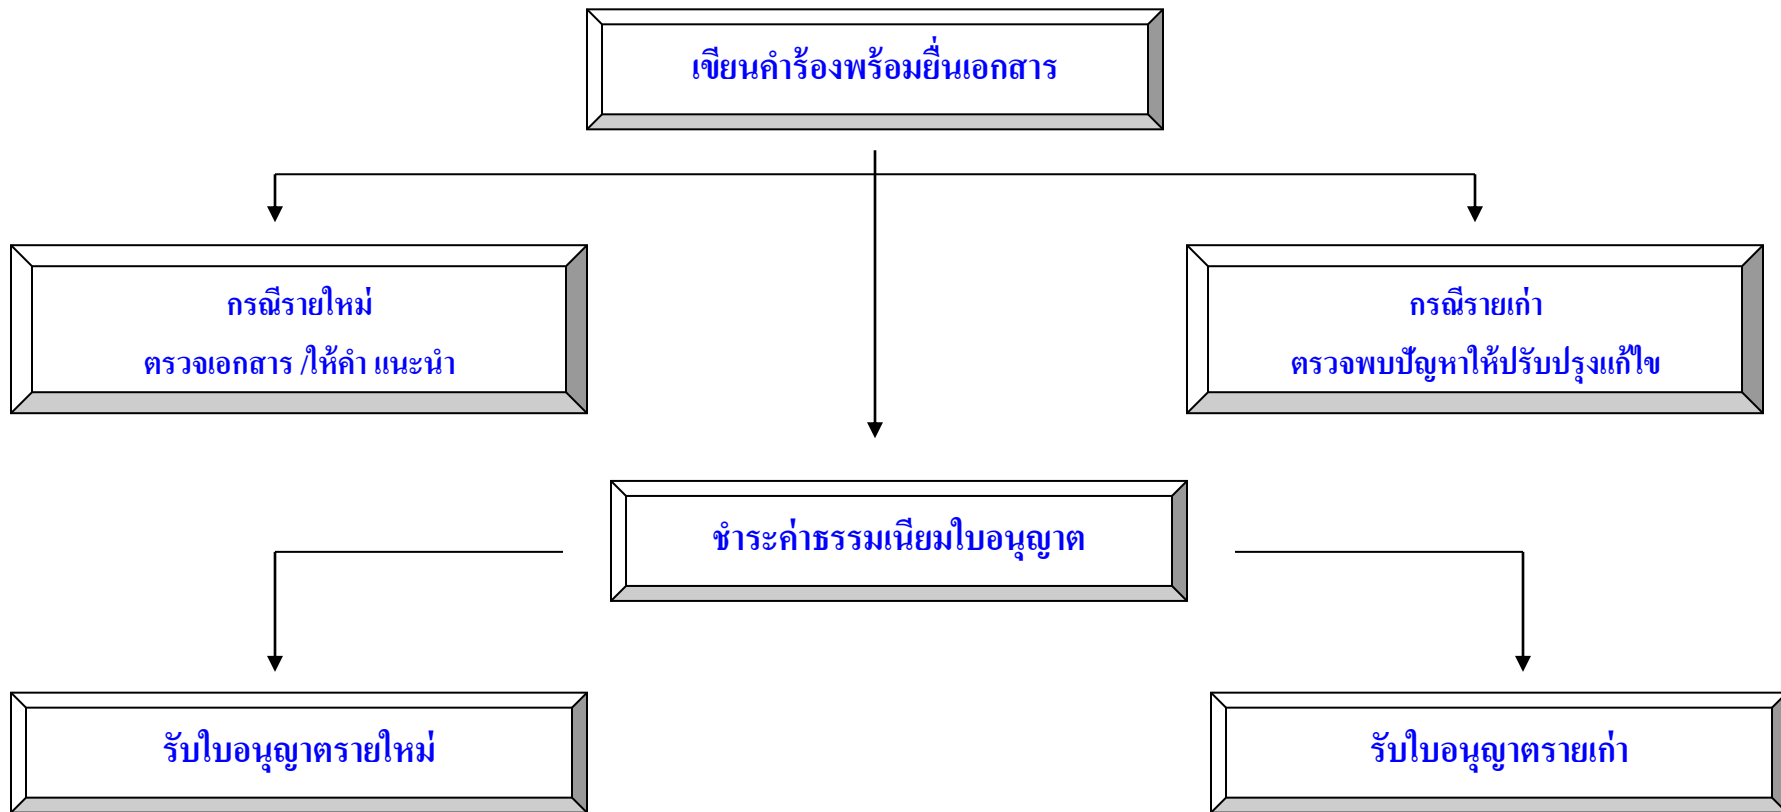 เขียนคำร้องพร้อมยื่นเอกสาร
กรณีรายใหม่
ตรวจเอกสาร /ให้คำ แนะนำ
กรณีรายเก่า
ตรวจพบปัญหาให้ปรับปรุงแก้ไข
ชำระค่าธรรมเนียมใบอนุญาต
รับใบอนุญาตรายใหม่
รับใบอนุญาตรายเก่า